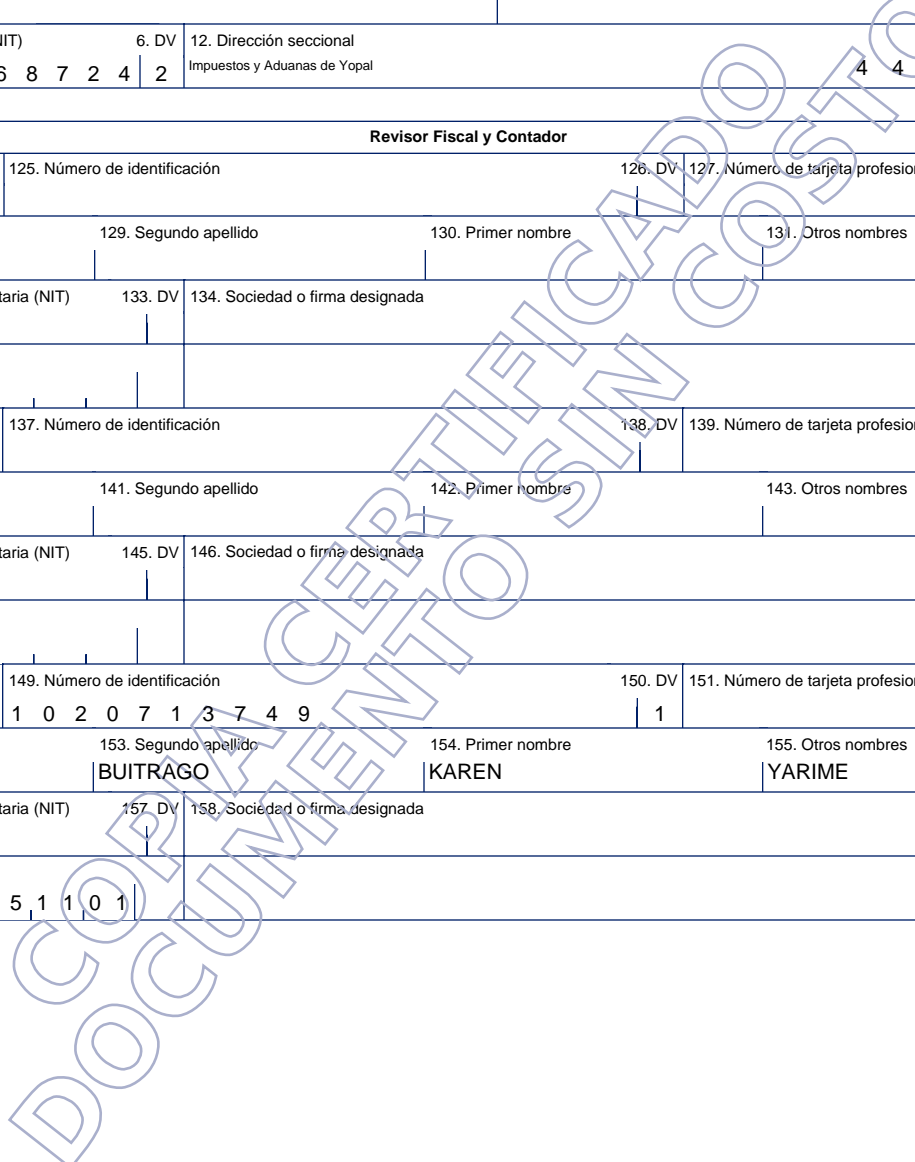 NIT) 6. DV 12. Dirección seccional
6 8 7 2 4 2 Impuestos y Aduanas de Yopal 4 4
Revisor Fiscal y Contador
125. Número de identificación 126. DV 127. Número de tarjeta profesion
129. Segundo apellido 130. Primer nombre 131. Otros nombres
taria (NIT) 133. DV 134. Sociedad o firma designada
137. Número de identificación 138. DV 139. Número de tarjeta profesion
141. Segundo apellido 142. Primer nombre 143. Otros nombres
taria (NIT) 145. DV 146. Sociedad o firma designada
149. Número de identificación 150. DV 151. Número de tarjeta profesion
1 0 2 0 7 1 3 7 4 9 1
153. Segundo apellido 154. Primer nombre 155. Otros nombres
BUITRAGO KAREN YARIME
taria (NIT) 157. DV 158. Sociedad o firma designada
5 1 1 0 1
COPIA CERTIFICADO
DOCUMENTO SIN COSTO